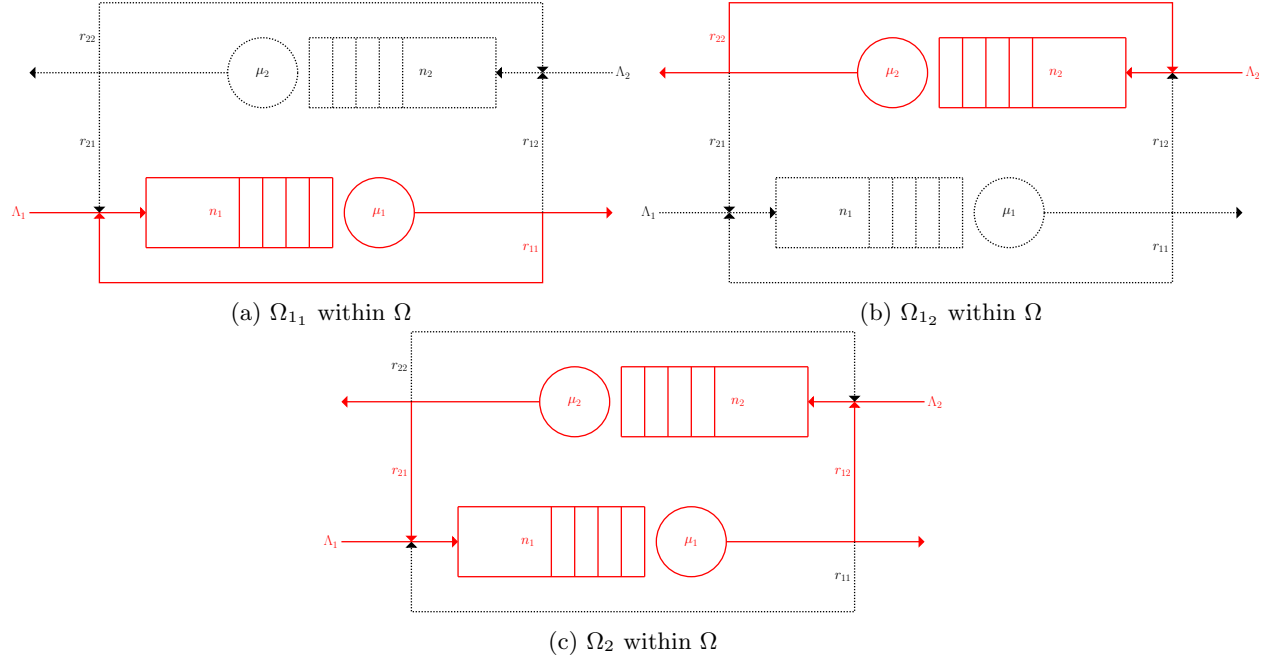 r₂₂
μ₂
n₂
Λ₂
r₂₁
r₁₂
Λ₁
n₁
μ₁
r₁₁
(a) Ω₁₁ within Ω
r₂₂
μ₂
n₂
Λ₂
r₂₁
r₁₂
Λ₁
n₁
μ₁
r₁₁
(b) Ω₁₂ within Ω
r₂₂
μ₂
n₂
Λ₂
r₂₁
r₁₂
Λ₁
n₁
μ₁
r₁₁
(c) Ω₂ within Ω